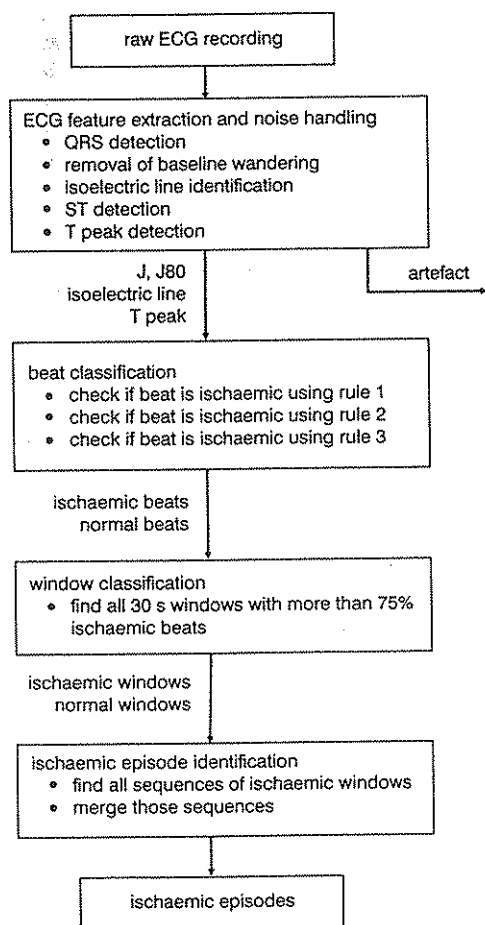 raw ECG recording
ECG feature extraction and noise handling
• QRS detection
• removal of baseline wandering
• isoelectric line identification
• ST detection
• T peak detection
J, J80
isoelectric line
T peak
artefact
beat classification
• check if beat is ischaemic using rule 1
• check if beat is ischaemic using rule 2
• check if beat is ischaemic using rule 3
ischaemic beats
normal beats
window classification
• find all 30 s windows with more than 75%
ischaemic beats
ischaemic windows
normal windows
ischaemic episode identification
• find all sequences of ischaemic windows
• merge those sequences
ischaemic episodes